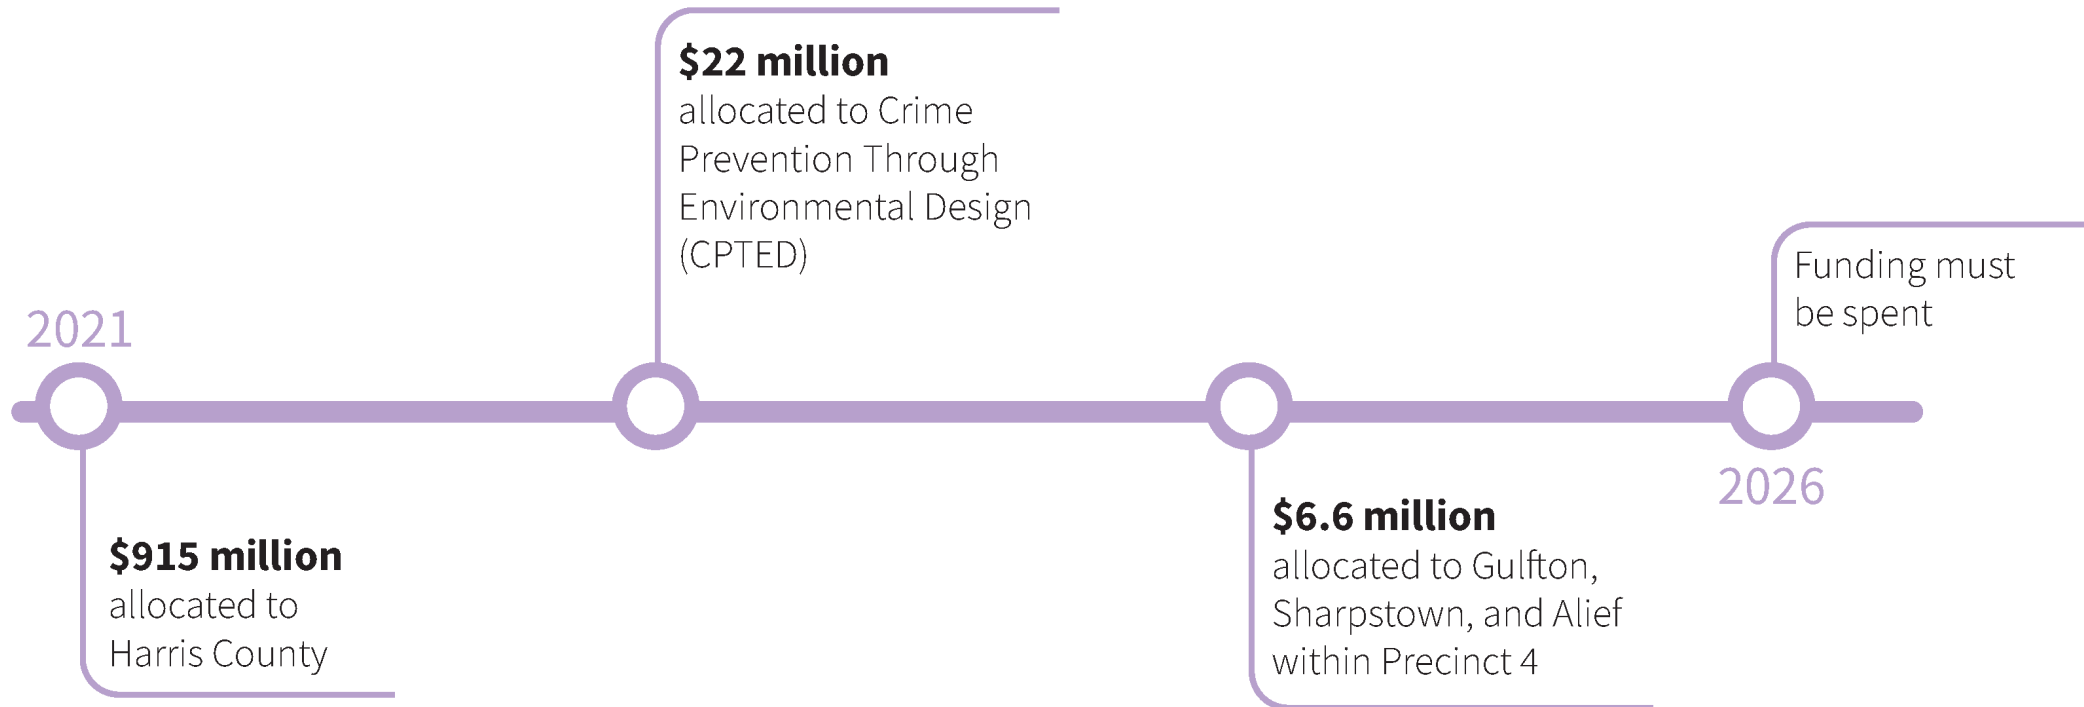 2021
$915 million
allocated to
Harris County
$22 million
allocated to Crime
Prevention Through
Environmental Design
(CPTED)
$6.6 million
allocated to Gulfton,
Sharpstown, and Alief
within Precinct 4
Funding must
be spent
2026